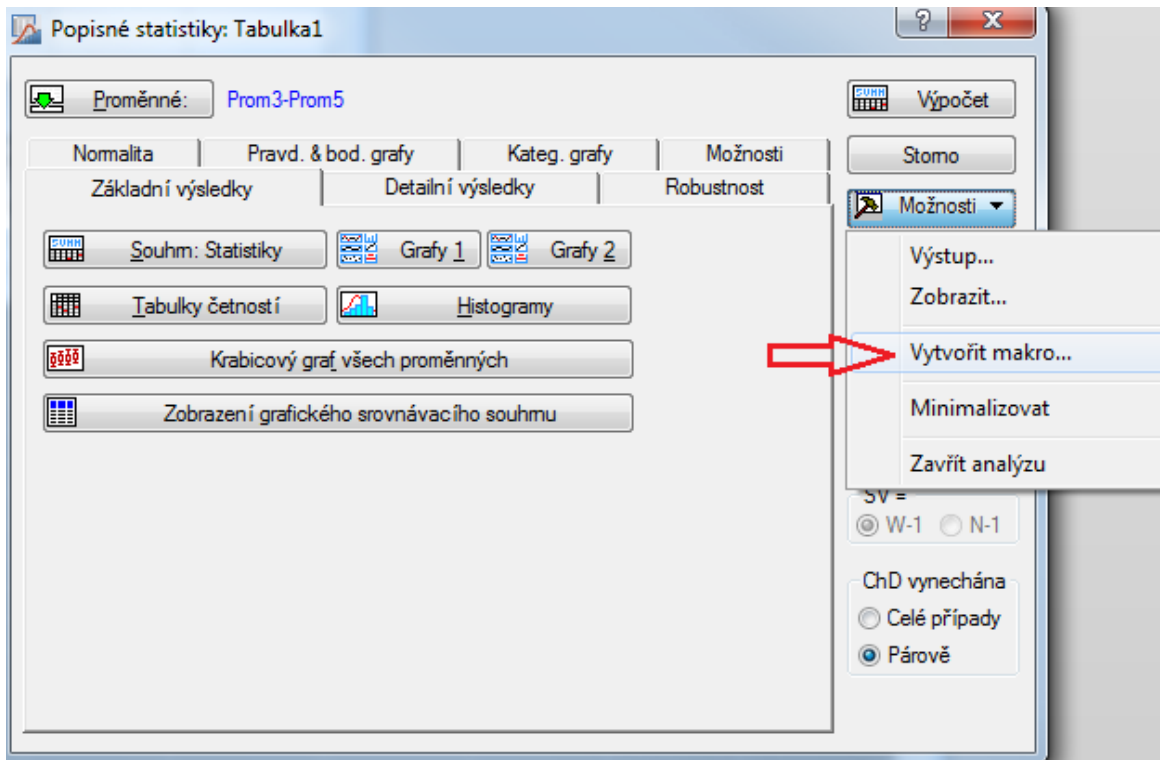 Popisné statistiky: Tabulka1
?
X
Proměnné: Prom3-Prom5
Výpočet
Normalita Pravd. & bod. grafy Kateg. grafy Možnosti
Storno
Základní výsledky Detailní výsledky Robustnost
Možnosti
Souhrn: Statistiky Grafy 1 Grafy 2
Výstup...
Tabulky četností Histogramy
Zobrazit...
Krabicový graf všech proměnných
Vytvořit makro...
Zobrazení grafického srovnávacího souhrnu
Minimalizovat
Zavřít analýzu
SV =
W-1 N-1
ChD vynechána
Celé případy
Párově